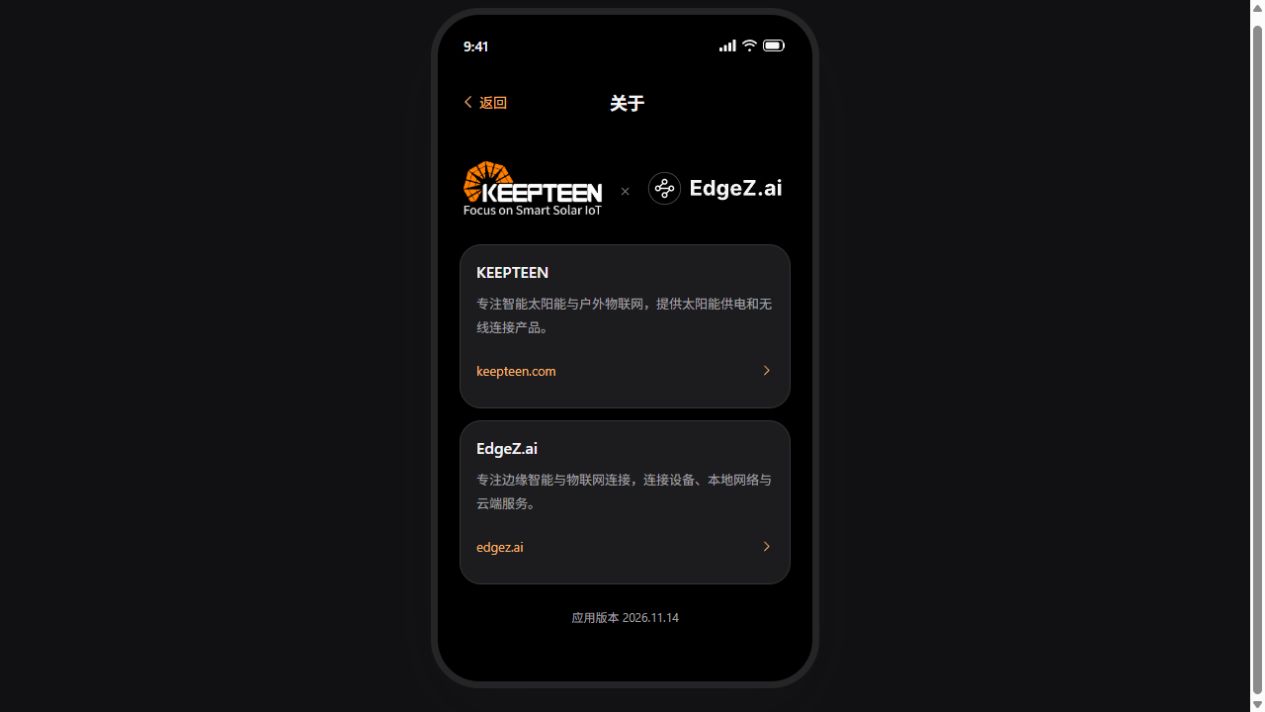 9:41
返回
关于
KEEPTEEN
Focus on Smart Solar IoT
×
EdgeZ.ai
KEEPTEEN
专注智能太阳能与户外物联网，提供太阳能供电和无
线连接产品。
keepteen.com
EdgeZ.ai
专注边缘智能与物联网连接，连接设备、本地网络与
云端服务。
edgez.ai
应用版本 2026.11.14